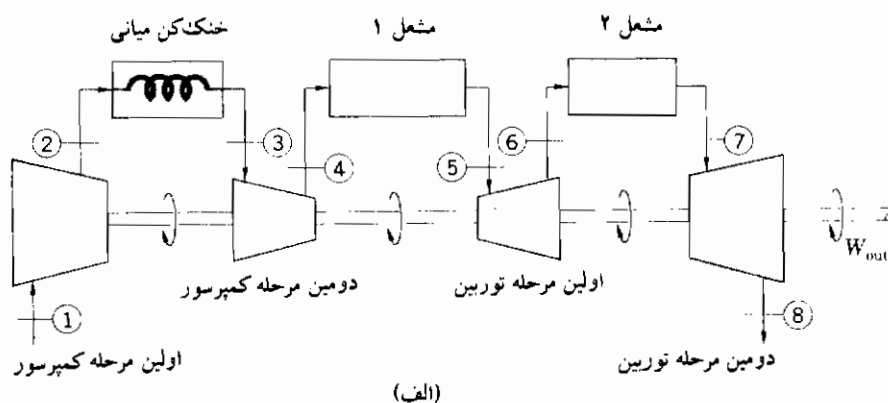 خنک‌کن میانی
مشعل ۱
مشعل ۲
2
3
4
5
6
7
1
8
W_out
دومین مرحله کمپرسور
اولین مرحله توربین
اولین مرحله کمپرسور
دومین مرحله توربین
(الف)